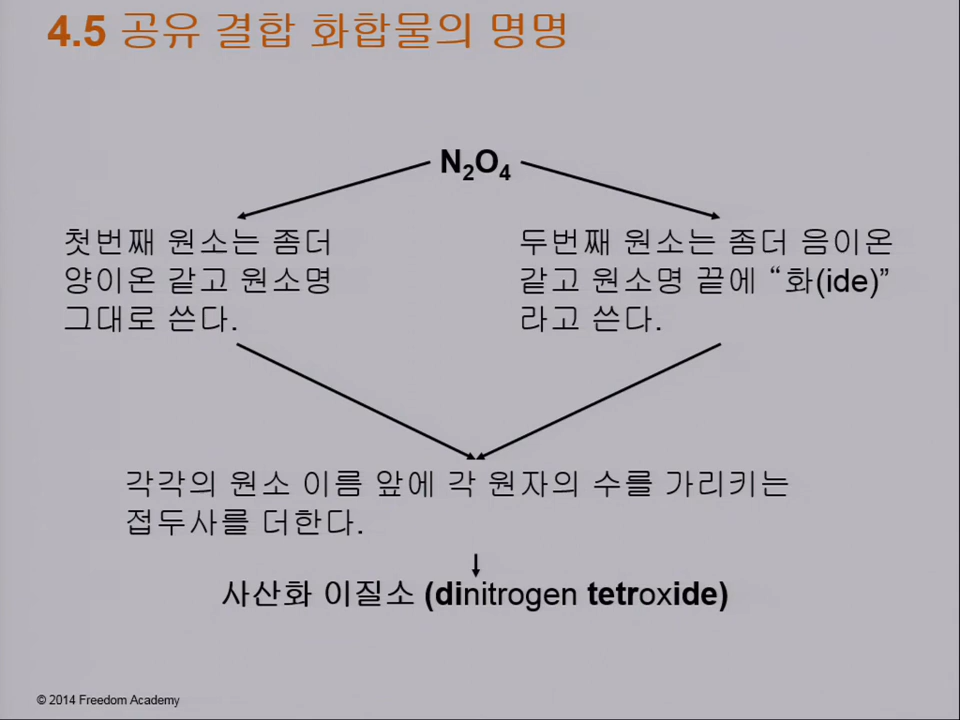 4.5 공유 결합 화합물의 명명
N₂O₄
첫번째 원소는 좀더
양이온 같고 원소명
그대로 쓴다.
두번째 원소는 좀더 음이온
같고 원소명 끝에 “화(ide)”
라고 쓴다.
각각의 원소 이름 앞에 각 원자의 수를 가리키는
접두사를 더한다.
사산화 이질소 (dinitrogen tetroxide)
© 2014 Freedom Academy